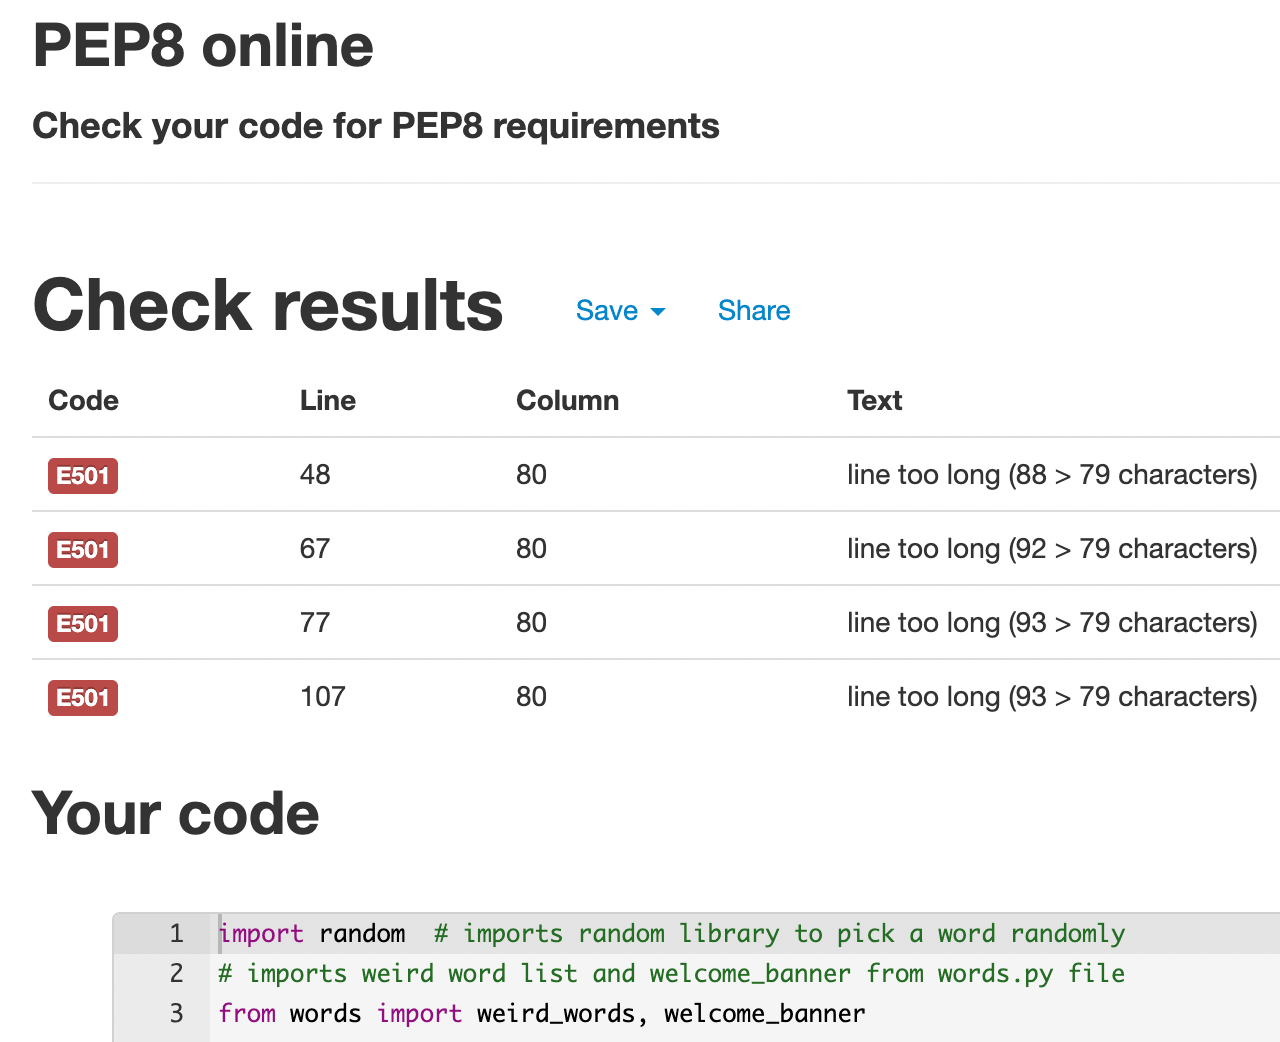 PEP8 online
Check your code for PEP8 requirements
Check results Save Share
Code Line Column Text
E501 48 80 line too long (88 > 79 characters)
E501 67 80 line too long (92 > 79 characters)
E501 77 80 line too long (93 > 79 characters)
E501 107 80 line too long (93 > 79 characters)
Your code
1 import random  # imports random library to pick a word randomly
2 # imports weird word list and welcome_banner from words.py file
3 from words import weird_words, welcome_banner